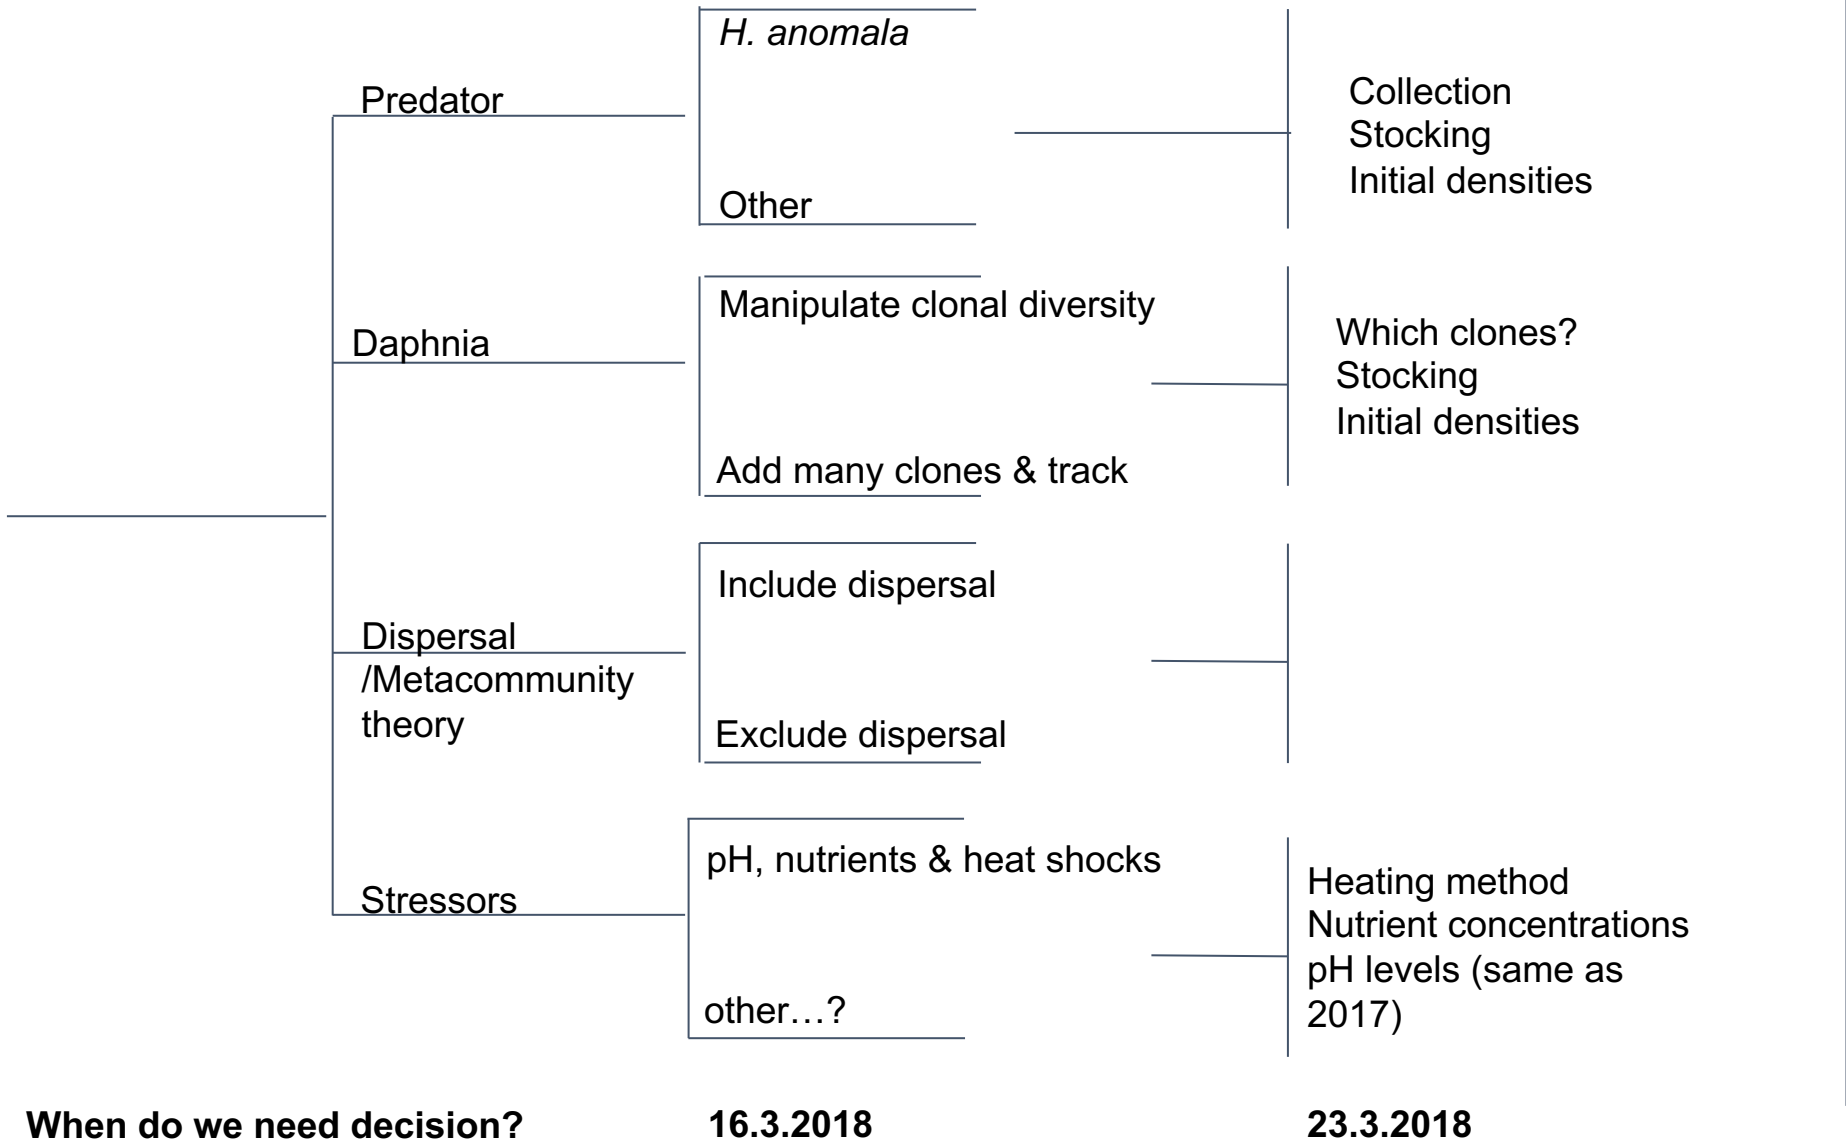 H. anomala
Predator
Other
Collection
Stocking
Initial densities
Daphnia
Manipulate clonal diversity
Add many clones & track
Which clones?
Stocking
Initial densities
Dispersal
/Metacommunity
theory
Include dispersal
Exclude dispersal
Stressors
pH, nutrients & heat shocks
other…?
Heating method
Nutrient concentrations
pH levels (same as
2017)
When do we need decision?
16.3.2018
23.3.2018